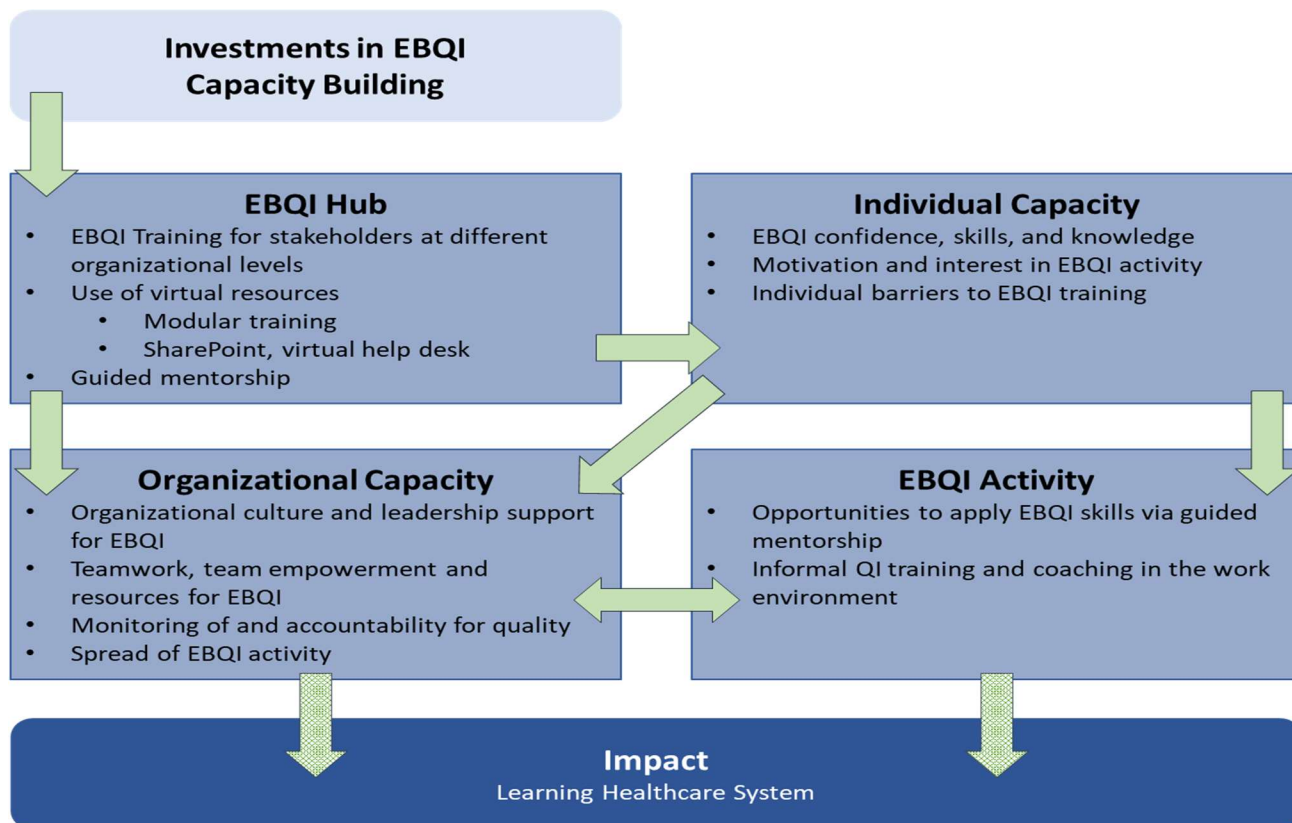 Investments in EBQI
Capacity Building
EBQI Hub
• EBQI Training for stakeholders at different
organizational levels
• Use of virtual resources
• Modular training
• SharePoint, virtual help desk
• Guided mentorship
Individual Capacity
• EBQI confidence, skills, and knowledge
• Motivation and interest in EBQI activity
• Individual barriers to EBQI training
Organizational Capacity
• Organizational culture and leadership support
for EBQI
• Teamwork, team empowerment and
resources for EBQI
• Monitoring of and accountability for quality
• Spread of EBQI activity
EBQI Activity
• Opportunities to apply EBQI skills via guided
mentorship
• Informal QI training and coaching in the work
environment
Impact
Learning Healthcare System